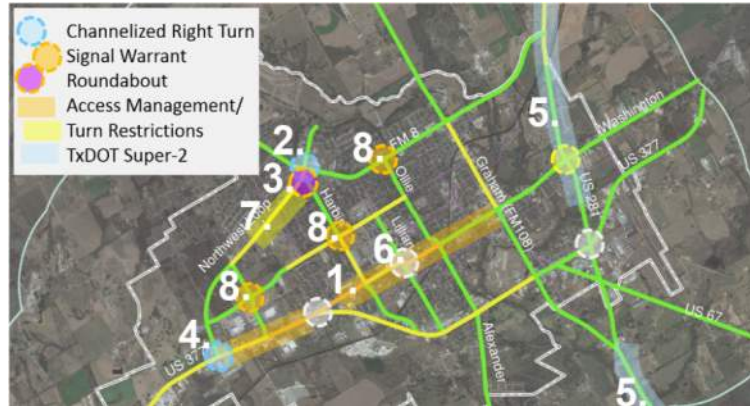 Channelized Right Turn
Signal Warrant
Roundabout
Access Management/
Turn Restrictions
TxDOT Super-2
5.
Washington
2.
8.
FM 8
3.
Ollie
Graham (FM108)
US 377
US 281
7.
Northwest Loop
Harbin
8.
Lillian
6.
1.
8.
4.
US 377
US 67
Alexander
5.